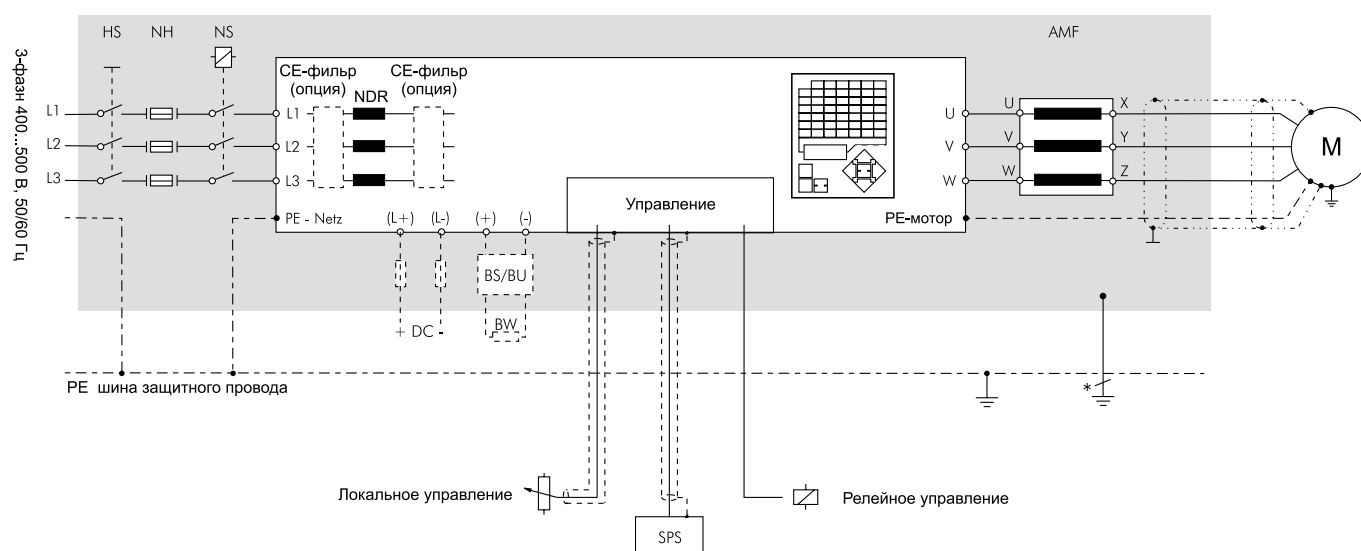 HS NH NS AMF
3-фазн 400...500 В, 50/60 Гц
CE-фильр
(опция)
CE-фильр
(опция)
NDR
L1 L1 U U X
L2 L2 V V Y
L3 L3 W W Z
M
Управление
PE - Netz (L+) (L-) (+) (-) PE-мотор
BS/BU
+ DC - BW
PE шина защитного провода
*
Локальное управление
Релейное управление
SPS